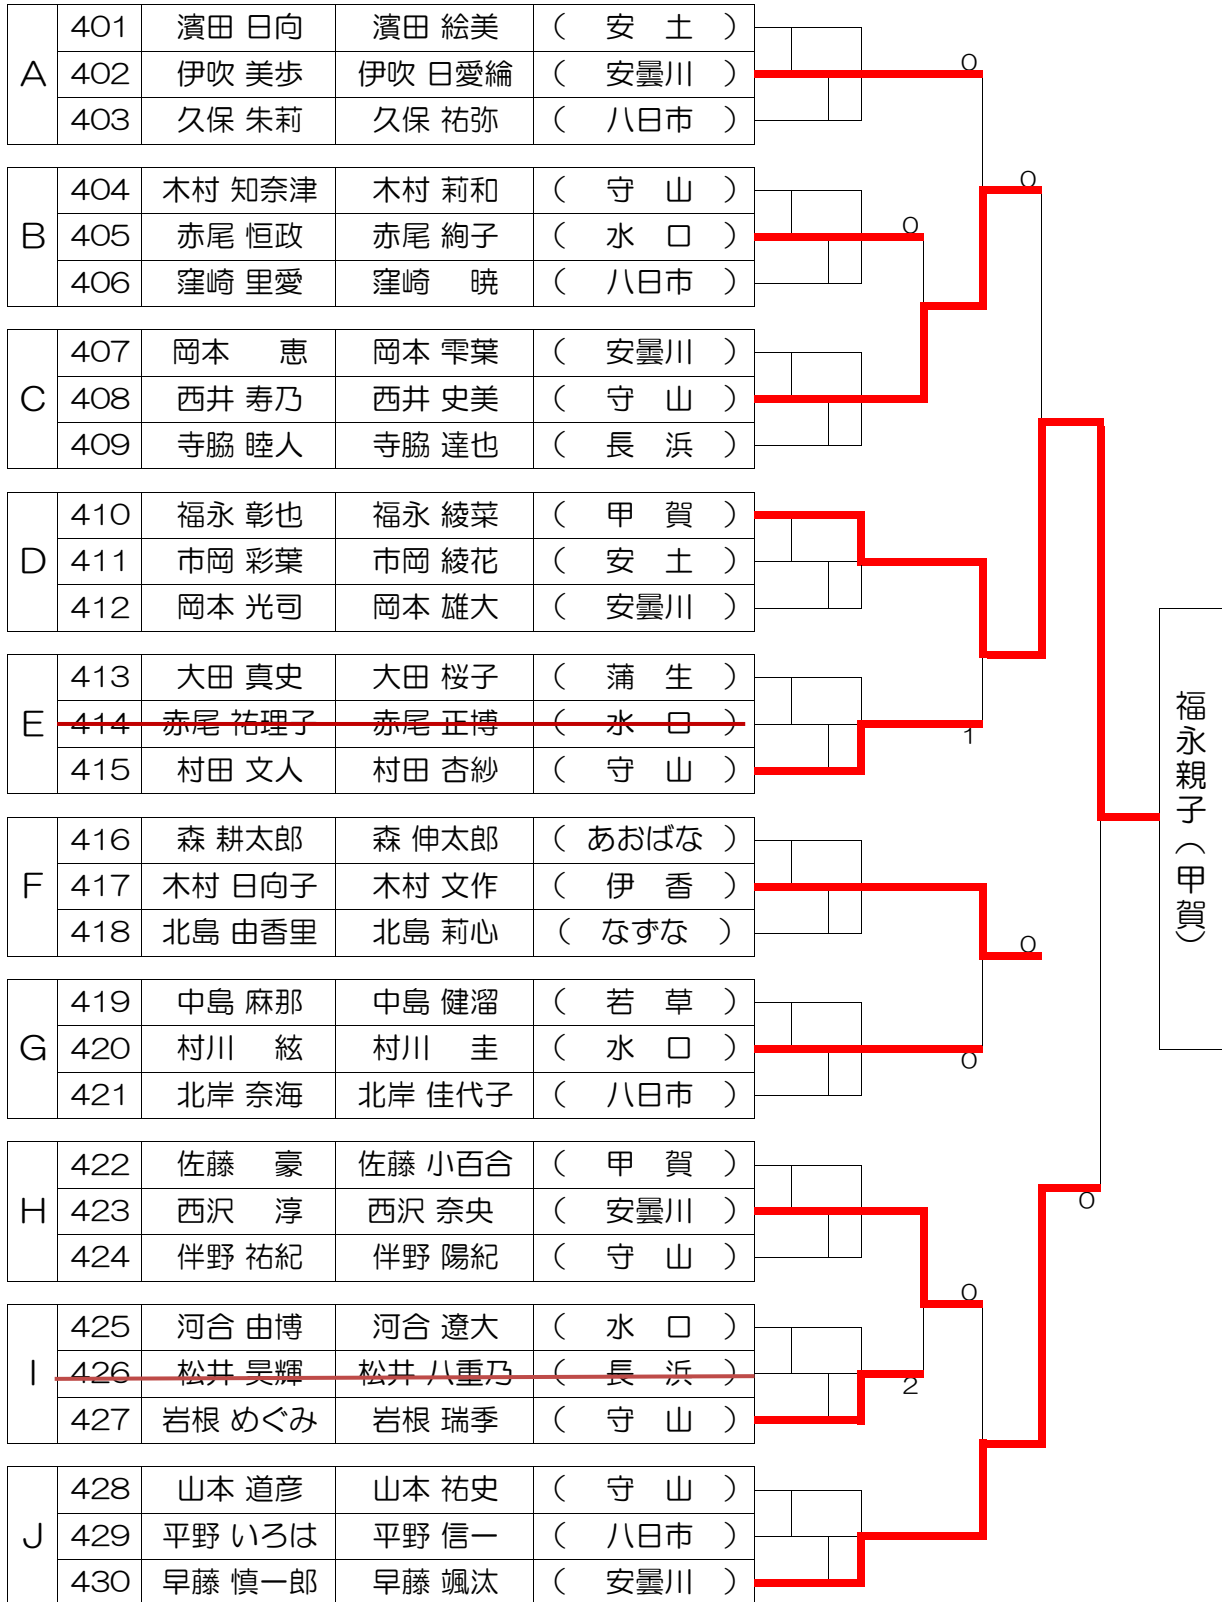 A
401 濱田 日向 濱田 絵美 ( 安 土 )
402 伊吹 美歩 伊吹 日愛綸 ( 安曇川 )
403 久保 朱莉 久保 祐弥 ( 八日市 )
0
B
404 木村 知奈津 木村 莉和 ( 守 山 )
405 赤尾 恒政 赤尾 絢子 ( 水 口 )
406 窪崎 里愛 窪崎 暁 ( 八日市 )
0
0
C
407 岡本 恵 岡本 雫葉 ( 安曇川 )
408 西井 寿乃 西井 史美 ( 守 山 )
409 寺脇 睦人 寺脇 達也 ( 長 浜 )
D
410 福永 彰也 福永 綾菜 ( 甲 賀 )
411 市岡 彩葉 市岡 綾花 ( 安 土 )
412 岡本 光司 岡本 雄大 ( 安曇川 )
E
413 大田 真史 大田 桜子 ( 蒲 生 )
414 赤尾 祐理子 赤尾 正博 ( 水 口 )
415 村田 文人 村田 杏紗 ( 守 山 )
1
F
416 森 耕太郎 森 伸太郎 ( あおばな )
417 木村 日向子 木村 文作 ( 伊 香 )
418 北島 由香里 北島 莉心 ( なずな )
0
G
419 中島 麻那 中島 健溜 ( 若 草 )
420 村川 絃 村川 圭 ( 水 口 )
421 北岸 奈海 北岸 佳代子 ( 八日市 )
0
H
422 佐藤 豪 佐藤 小百合 ( 甲 賀 )
423 西沢 淳 西沢 奈央 ( 安曇川 )
424 伴野 祐紀 伴野 陽紀 ( 守 山 )
0
0
I
425 河合 由博 河合 遼大 ( 水 口 )
426 松井 昊輝 松井 八重乃 ( 長 浜 )
427 岩根 めぐみ 岩根 瑞季 ( 守 山 )
2
J
428 山本 道彦 山本 祐史 ( 守 山 )
429 平野 いろは 平野 信一 ( 八日市 )
430 早藤 慎一郎 早藤 颯汰 ( 安曇川 )
福永親子(甲賀)